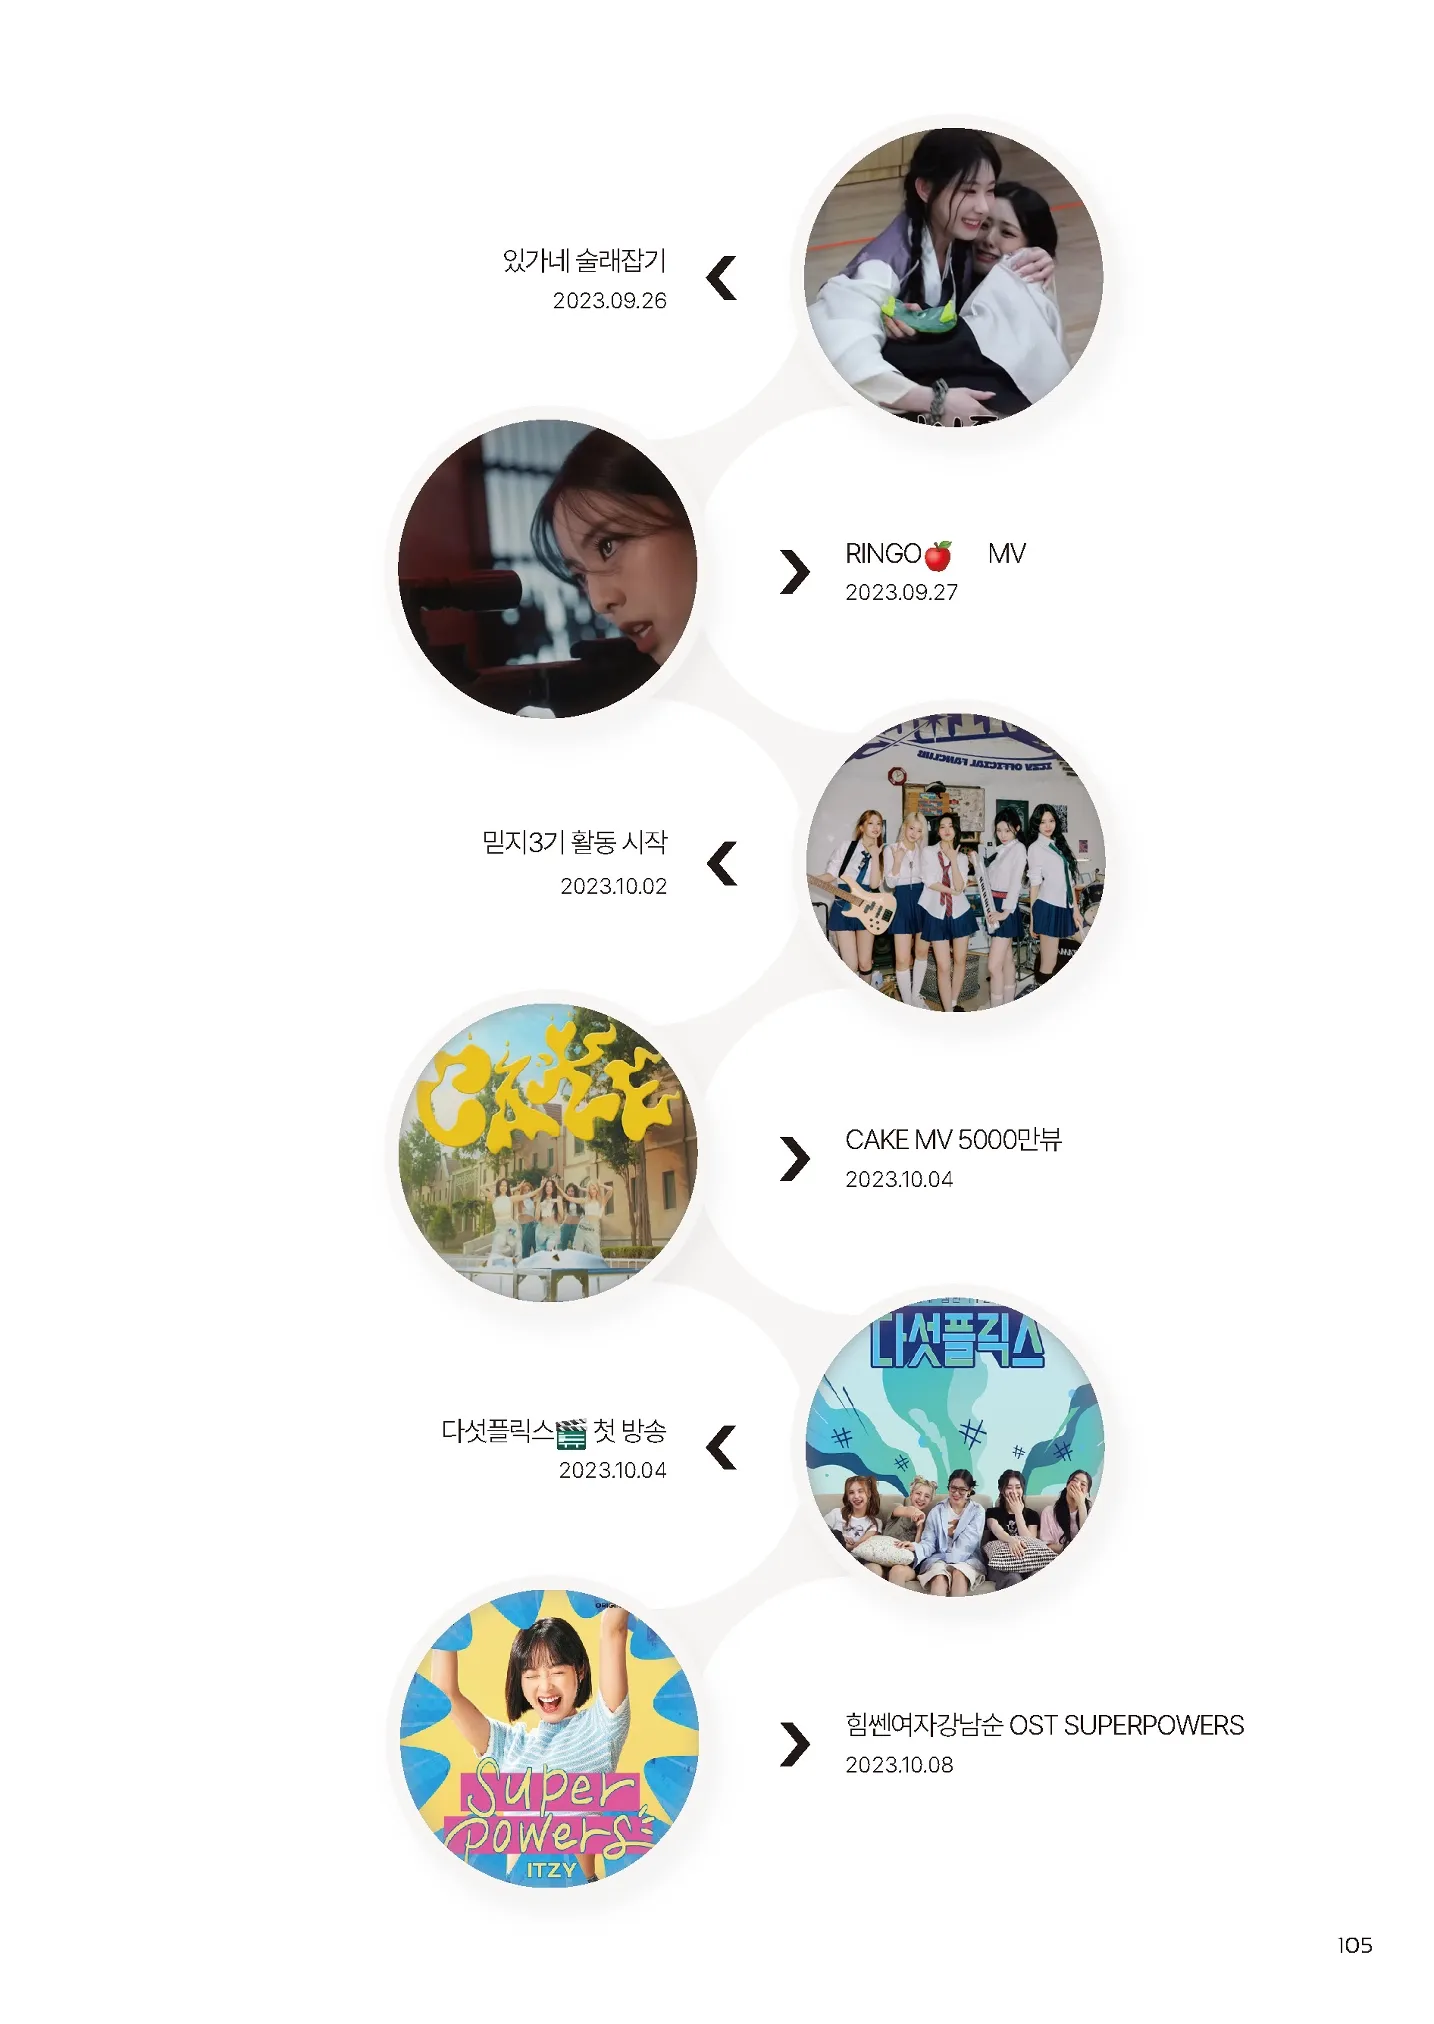 있가네 술래잡기
2023.09.26
RINGO🍎 MV
2023.09.27
ITZY OFFICIAL FANCLUB
믿지3기 활동 시작
2023.10.02
CAKE
CAKE MV 5000만뷰
2023.10.04
다섯플릭스
다섯플릭스🎬 첫 방송
2023.10.04
Super
powers
ITZY
힘쎈여자강남순 OST SUPERPOWERS
2023.10.08
105